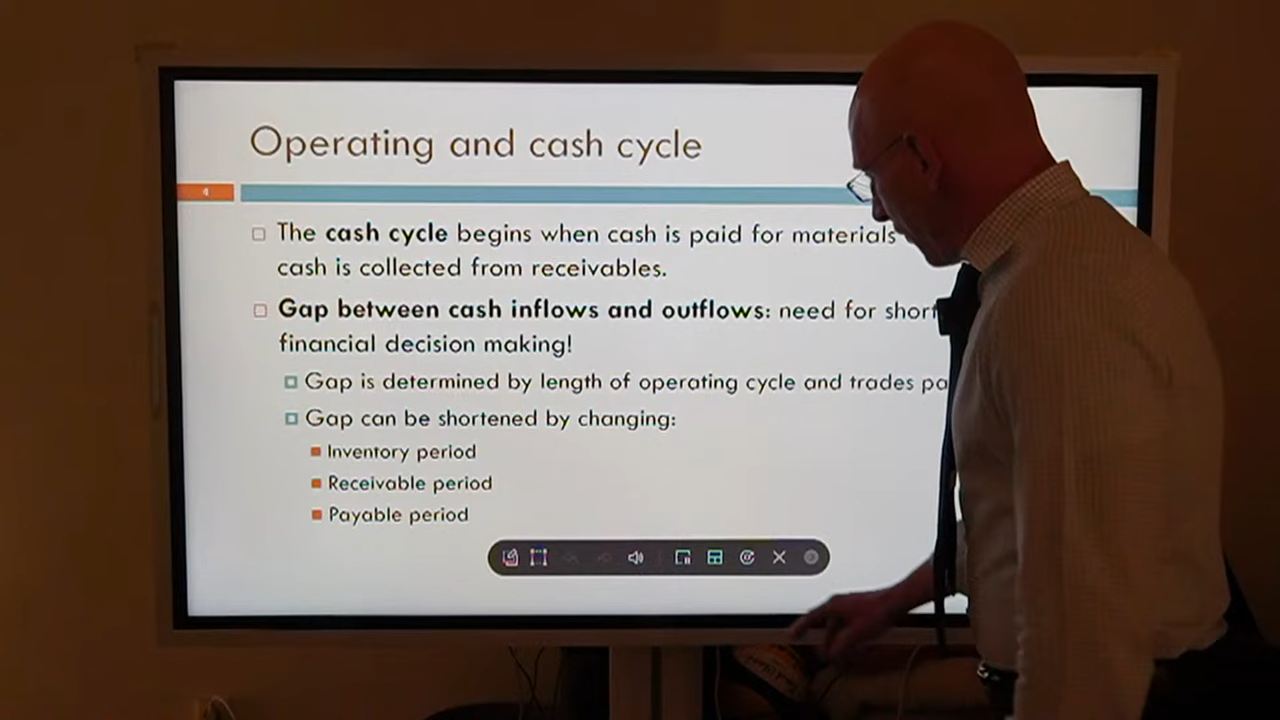 Operating and cash cycle
4
The cash cycle begins when cash is paid for materials
cash is collected from receivables.
Gap between cash inflows and outflows: need for short
financial decision making!
Gap is determined by length of operating cycle and trades
Gap can be shortened by changing:
Inventory period
Receivable period
Payable period